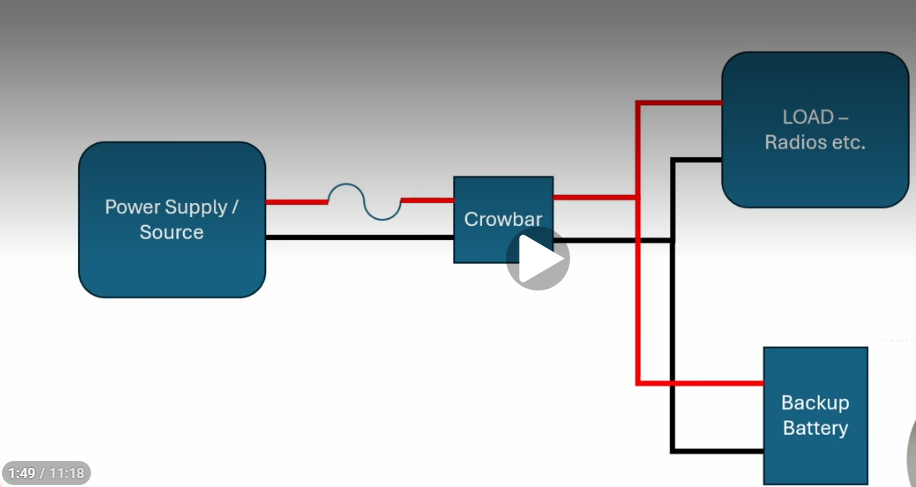 Power Supply /
Source
Crowbar
LOAD –
Radios etc.
Backup
Battery
1:49 / 11:18